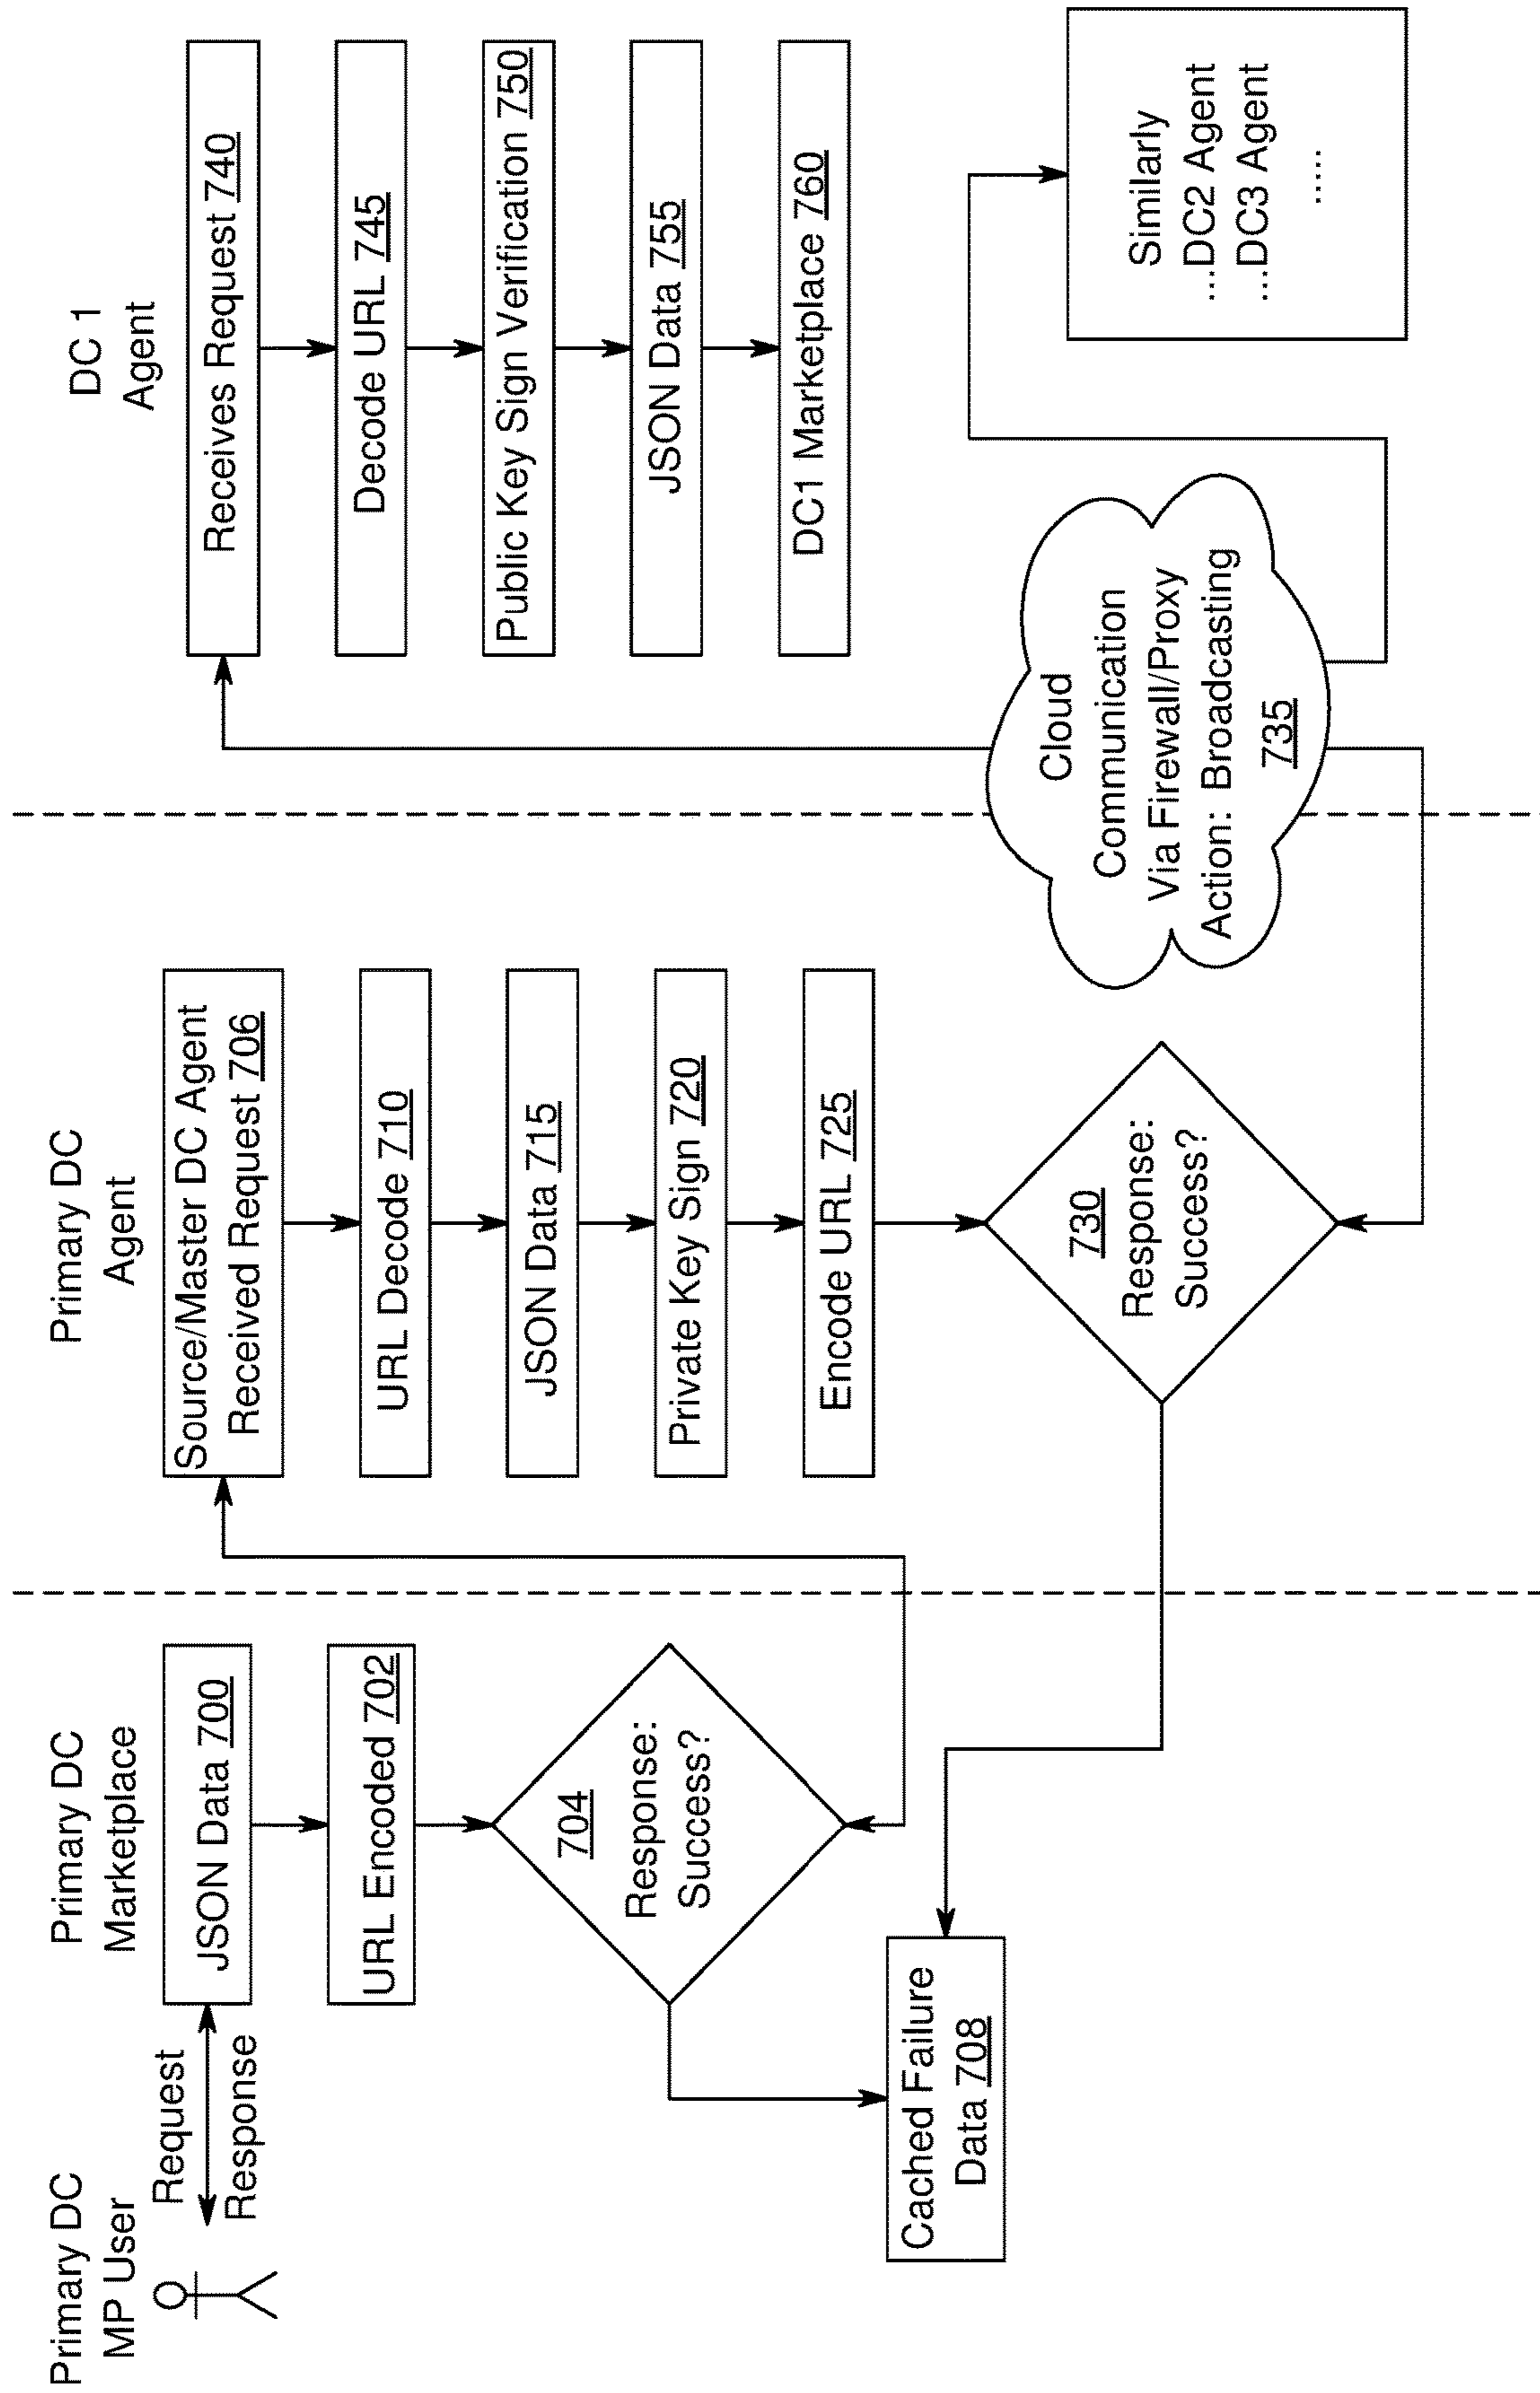 Primary DC
MP User
Request
Response
Primary DC
Marketplace
JSON Data 700
URL Encoded 702
704
Response:
Success?
Cached Failure
Data 708
Primary DC
Agent
Source/Master DC Agent
Received Request 706
URL Decode 710
JSON Data 715
Private Key Sign 720
Encode URL 725
730
Response:
Success?
Cloud
Communication
Via Firewall/Proxy
Action: Broadcasting
735
DC 1
Agent
Receives Request 740
Decode URL 745
Public Key Sign Verification 750
JSON Data 755
DC1 Marketplace 760
Similarly
...DC2 Agent
...DC3 Agent
.....